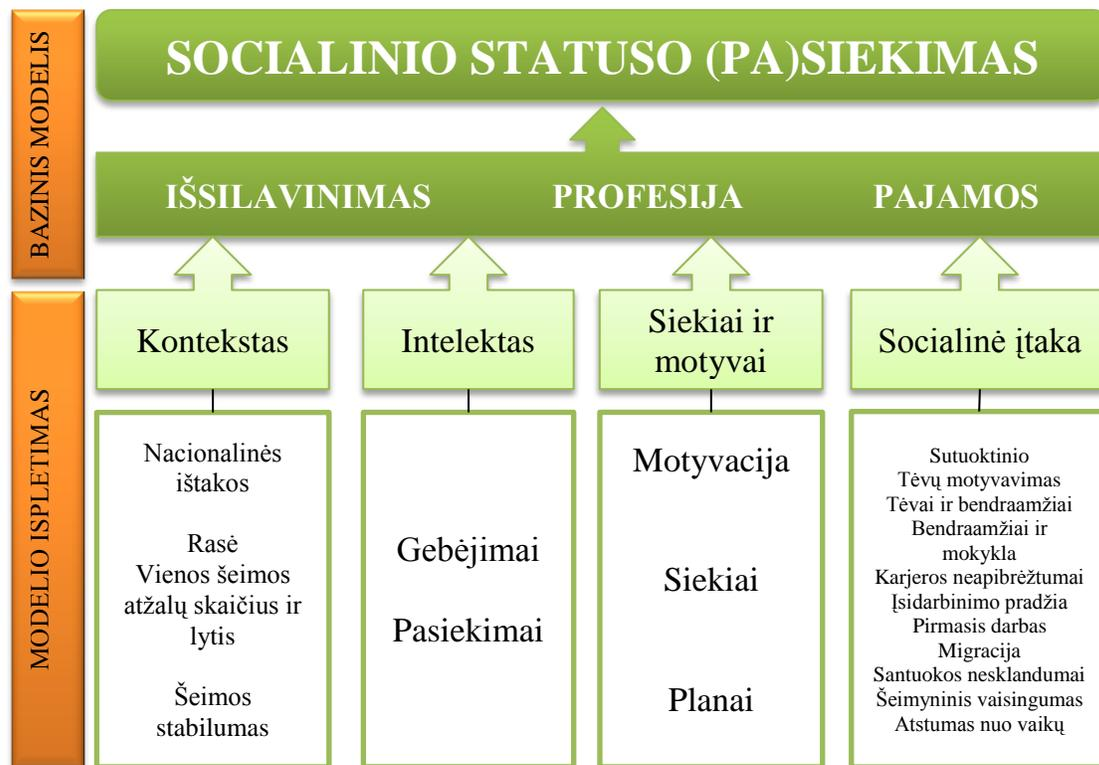 BAZINIS MODELIS
SOCIALINIO STATUSO (PA)SIEKIMAS
IŠSILAVINIMAS PROFESIJA PAJAMOS
MODELIO ISPLETIMAS
Kontekstas
Nacionalinės
ištakos
Rasė
Vienos šeimos
atžalų skaičius ir
lytis
Šeimos
stabilumas
Intelektas
Gebėjimai
Pasiekimai
Siekiai ir
motyvai
Motyvacija
Siekiai
Planai
Socialinė įtaka
Sutuoktinio
Tėvų motyvavimas
Tėvai ir bendraamžiai
Bendraamžiai ir
mokykla
Karjeros neapibrėžtumai
Įsidarbinimo pradžia
Pirmasis darbas
Migracija
Santuokos nesklandumai
Šeimyninis vaisingumas
Atstumas nuo vaikų